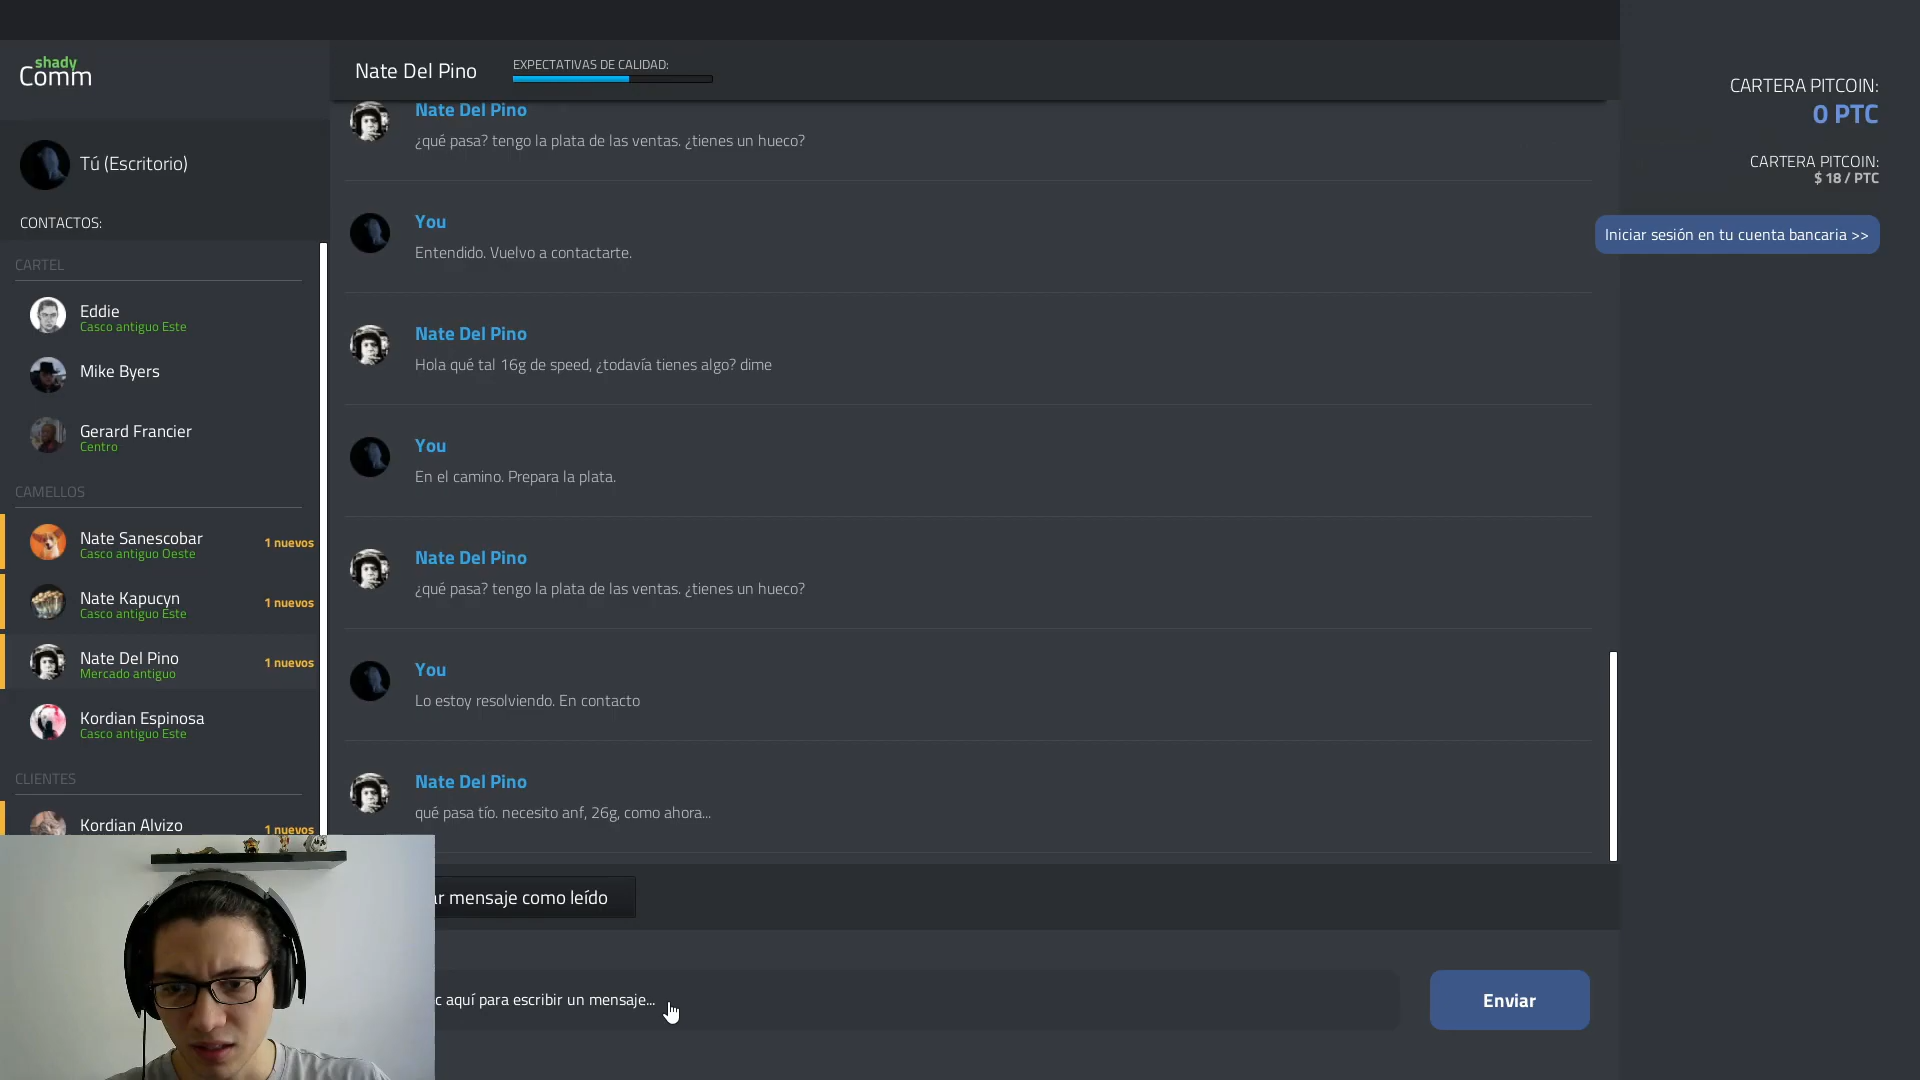 shady
Comm
Tú (Escritorio)
CONTACTOS:
CARTEL
Eddie
Casco antiguo Este
Mike Byers
Gerard Francier
Centro
CAMELLOS
Nate Sanescobar
Casco antiguo Oeste
1 nuevos
Nate Kapucyn
Casco antiguo Este
1 nuevos
Nate Del Pino
Mercado antiguo
1 nuevos
Kordian Espinosa
Casco antiguo Este
CLIENTES
Kordian Alvizo
1 nuevos
Nate Del Pino
EXPECTATIVAS DE CALIDAD:
Nate Del Pino
¿qué pasa? tengo la plata de las ventas. ¿tienes un hueco?
You
Entendido. Vuelvo a contactarte.
Nate Del Pino
Hola qué tal 16g de speed, ¿todavía tienes algo? dime
You
En el camino. Prepara la plata.
Nate Del Pino
¿qué pasa? tengo la plata de las ventas. ¿tienes un hueco?
You
Lo estoy resolviendo. En contacto
Nate Del Pino
qué pasa tío. necesito anf, 26g, como ahora...
ar mensaje como leído
c aquí para escribir un mensaje...
Enviar
CARTERA PITCOIN:
0 PTC
CARTERA PITCOIN:
$ 18 / PTC
Iniciar sesión en tu cuenta bancaria >>